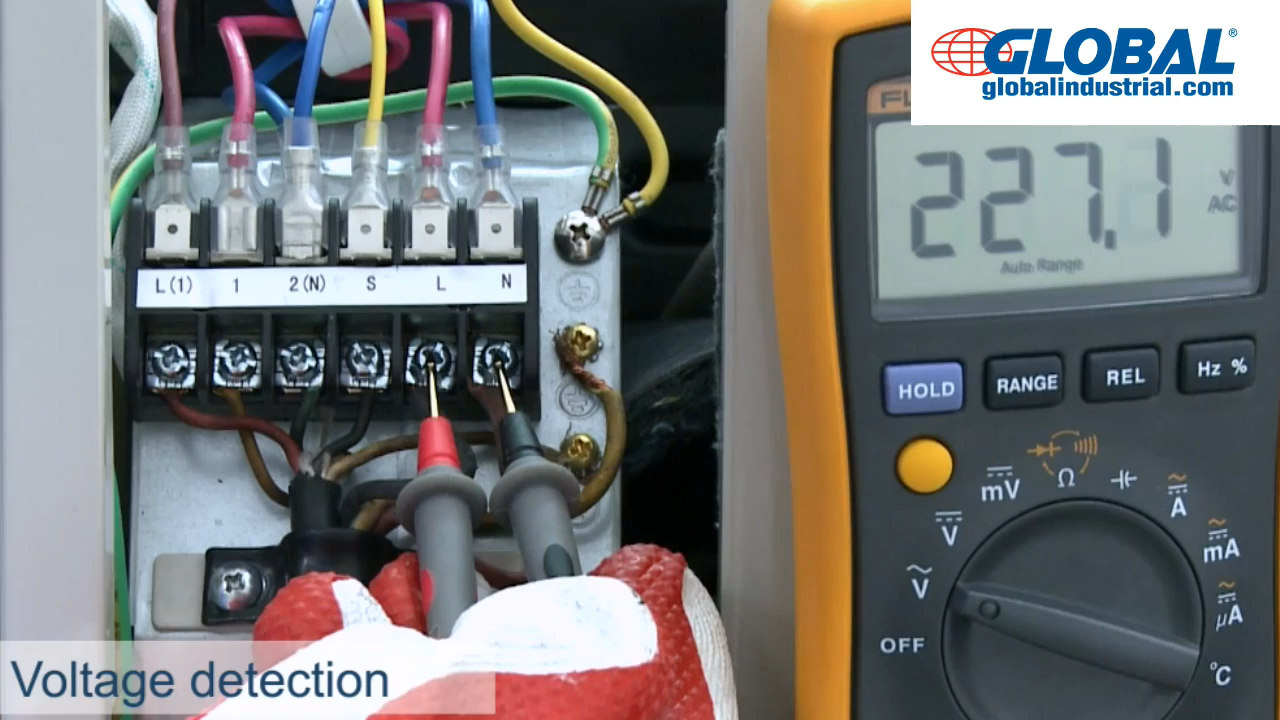 GLOBAL®
globalindustrial.com
FL
227.1
V
AC
Auto Range
L(1) 1 2(N) S L N
HOLD
RANGE
REL
Hz %
mV
Ω
A
V
mA
V
μA
OFF
°C
Voltage detection